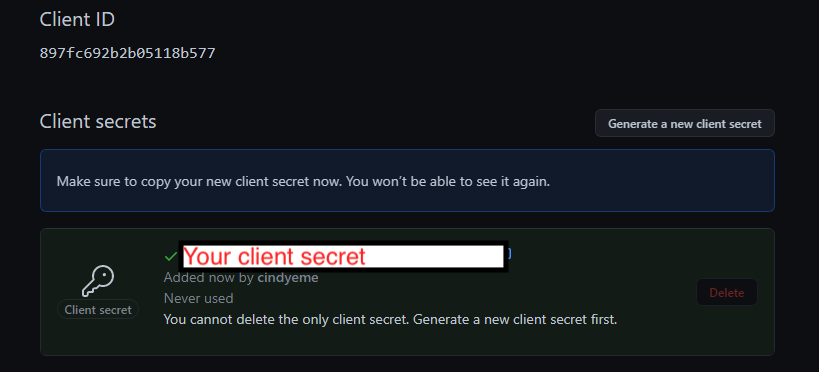 Client ID
897fc692b2b05118b577
Client secrets
Generate a new client secret
Make sure to copy your new client secret now. You won't be able to see it again.
Your client secret
Added now by cindyeme
Never used
Client secret
You cannot delete the only client secret. Generate a new client secret first.
Delete